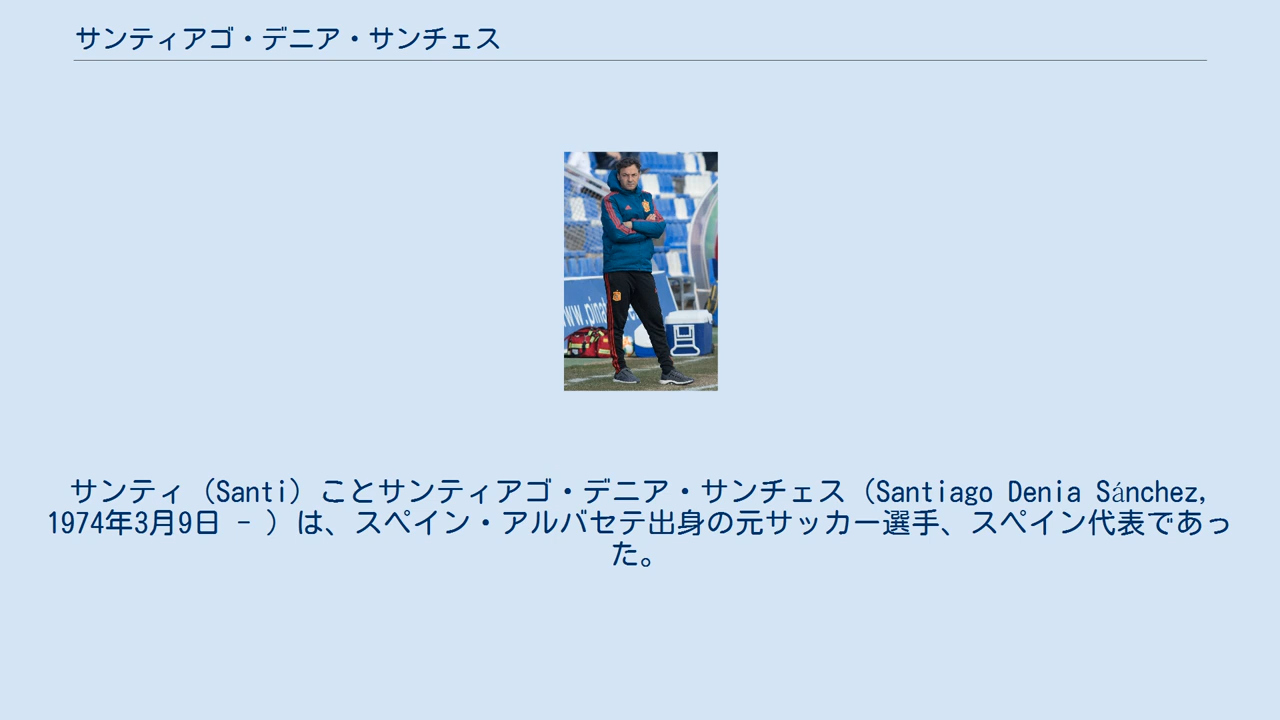 サンティアゴ・デニア・サンチェス
www.pinat
サンティ（Santi）ことサンティアゴ・デニア・サンチェス（Santiago Denia Sánchez,
1974年3月9日 - ）は、スペイン・アルバセテ出身の元サッカー選手、スペイン代表であっ
た。